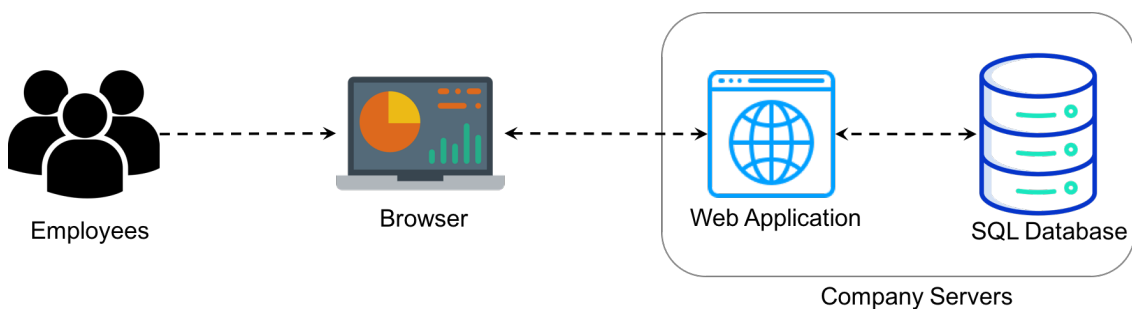 Employees
Browser
Web Application
SQL Database
Company Servers